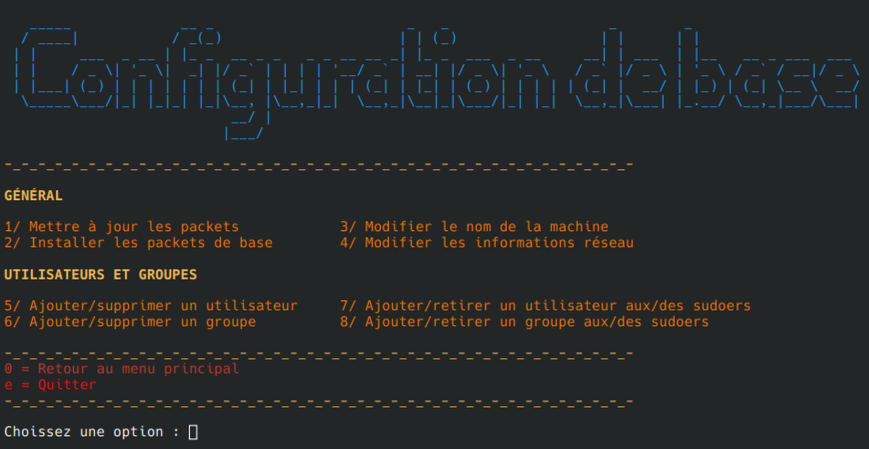 Configuration de base
-_-_-_-_-_-_-_-_-_-_-_-_-_-_-_-_-_-_-_-_-_-_-_-_-_-_-_-_-_-_-_-_-_-_-_-_-_-
GÉNÉRAL
1/ Mettre à jour les packets 3/ Modifier le nom de la machine
2/ Installer les packets de base 4/ Modifier les informations réseau
UTILISATEURS ET GROUPES
5/ Ajouter/supprimer un utilisateur 7/ Ajouter/retirer un utilisateur aux/des sudoers
6/ Ajouter/supprimer un groupe 8/ Ajouter/retirer un groupe aux/des sudoers
-_-_-_-_-_-_-_-_-_-_-_-_-_-_-_-_-_-_-_-_-_-_-_-_-_-_-_-_-_-_-_-_-_-_-_-_-_-
0 = Retour au menu principal
e = Quitter
-_-_-_-_-_-_-_-_-_-_-_-_-_-_-_-_-_-_-_-_-_-_-_-_-_-_-_-_-_-_-_-_-_-_-_-_-_-
Choissez une option :